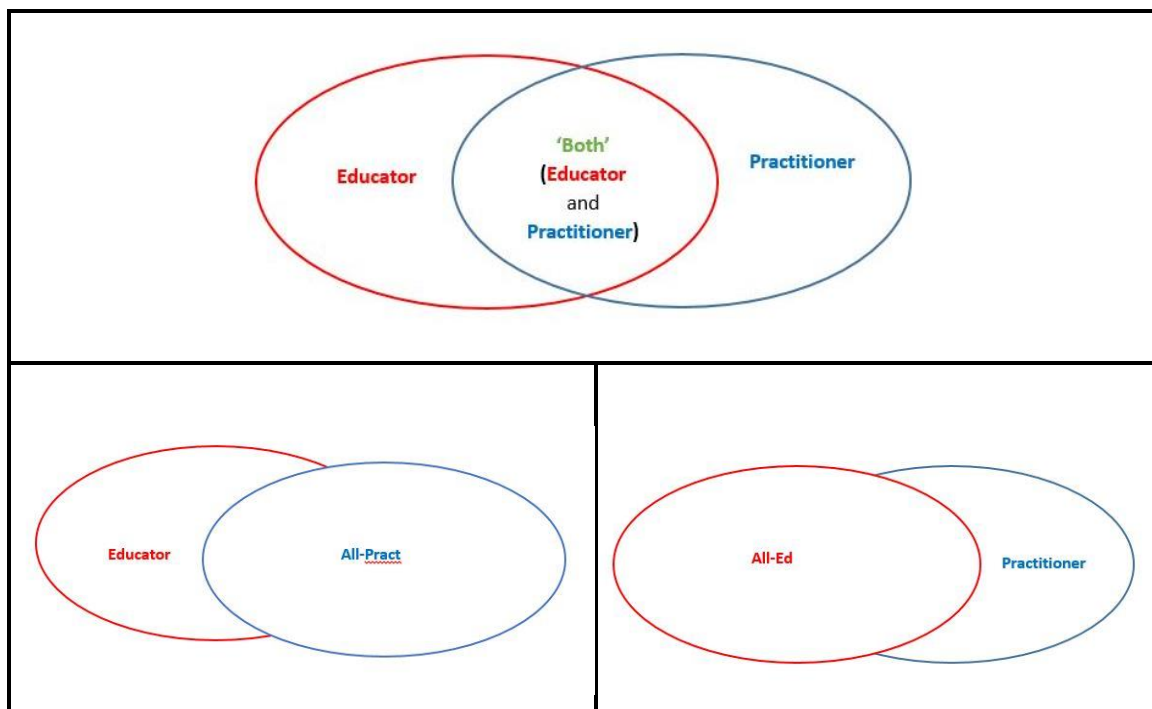 ‘Both’
Educator
(Educator
and
Practitioner)
Practitioner
Educator
All-Pract
All-Ed
Practitioner